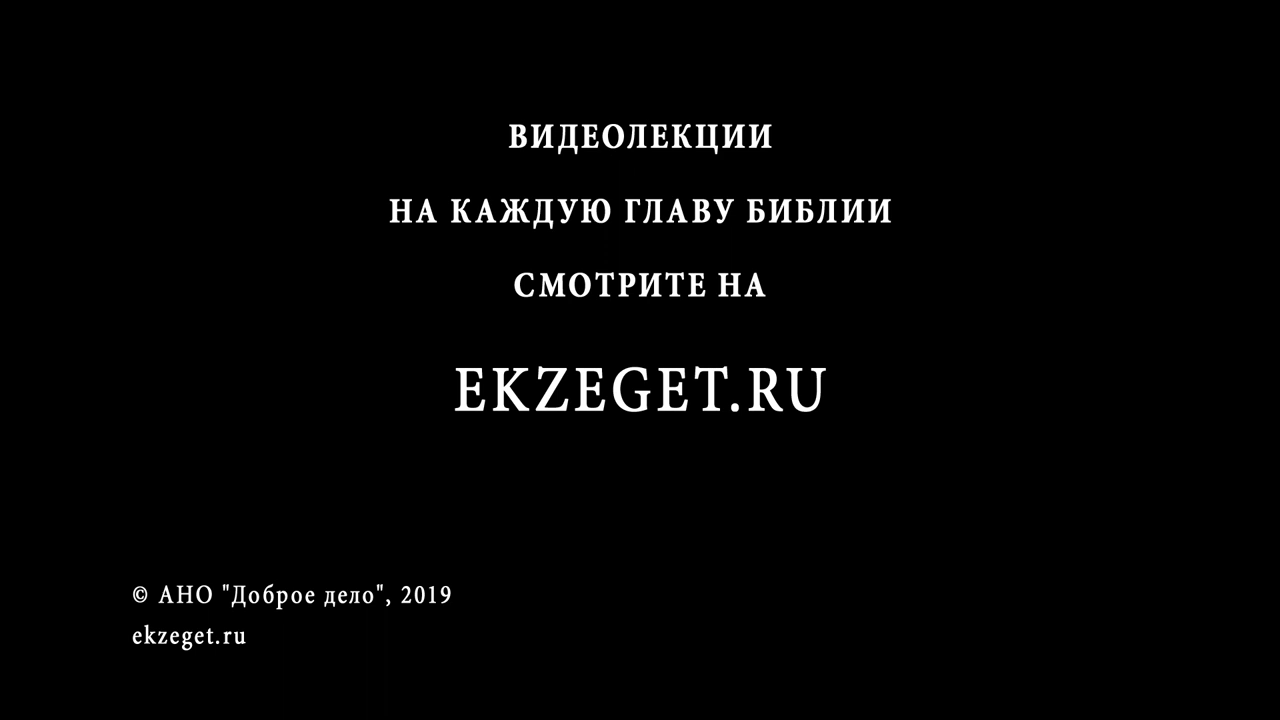 ВИДЕОЛЕКЦИИ
НА КАЖДУЮ ГЛАВУ БИБЛИИ
СМОТРИТЕ НА
EKZEGET.RU
© АНО "Доброе дело", 2019
ekzeget.ru